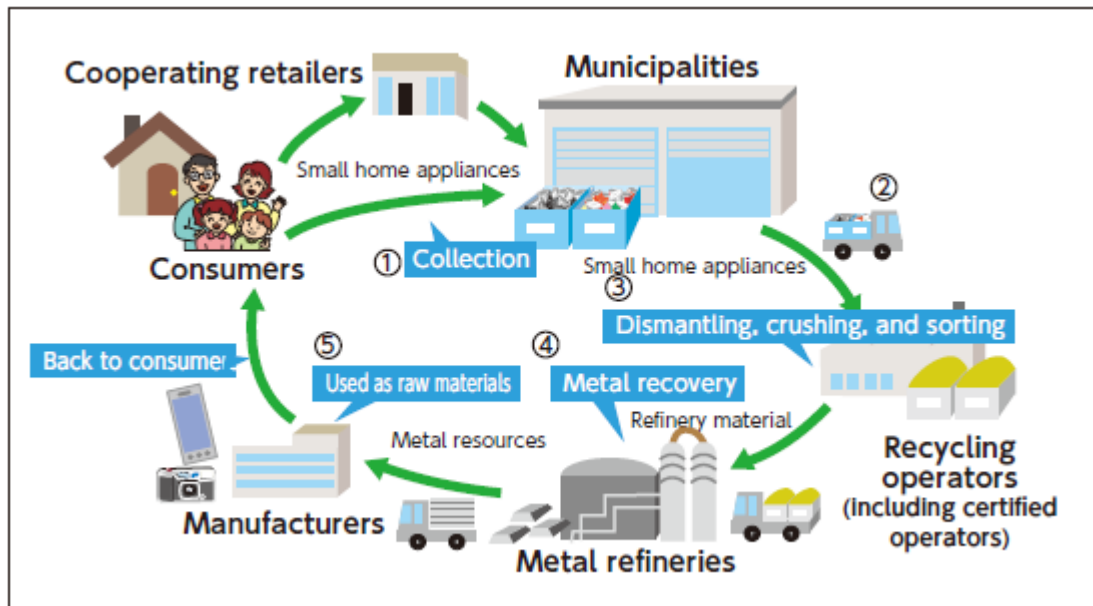 Cooperating retailers
Municipalities
Small home appliances
②
Consumers
① Collection
Small home appliances
③
Dismantling, crushing, and sorting
Back to consumer
⑤
Used as raw materials
④
Metal recovery
Refinery material
Metal resources
Recycling
operators
(including certified
operators)
Manufacturers
Metal refineries